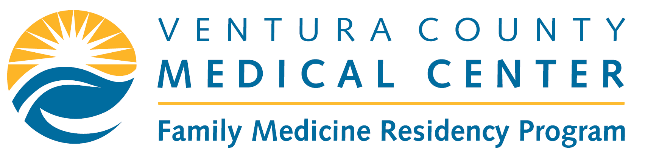 VENTURA COUNTY
MEDICAL CENTER
Family Medicine Residency Program